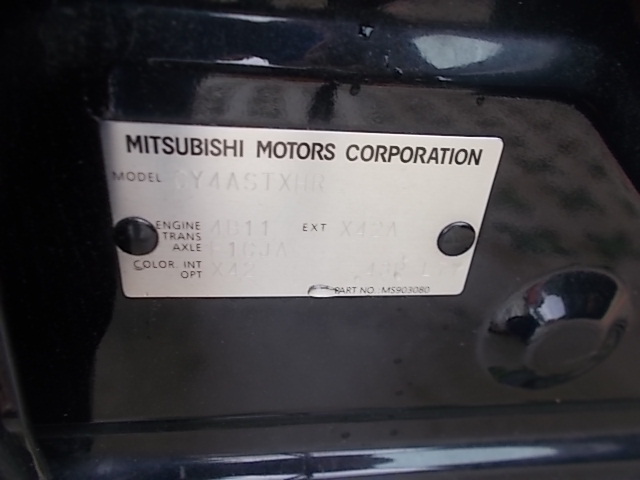 MITSUBISHI MOTORS CORPORATION
MODEL CY4ASTXHR
ENGINE 4B11 EXT X42A
TRANS
AXLE
COLOR. INT X42
OPT
PART NO. MS903080